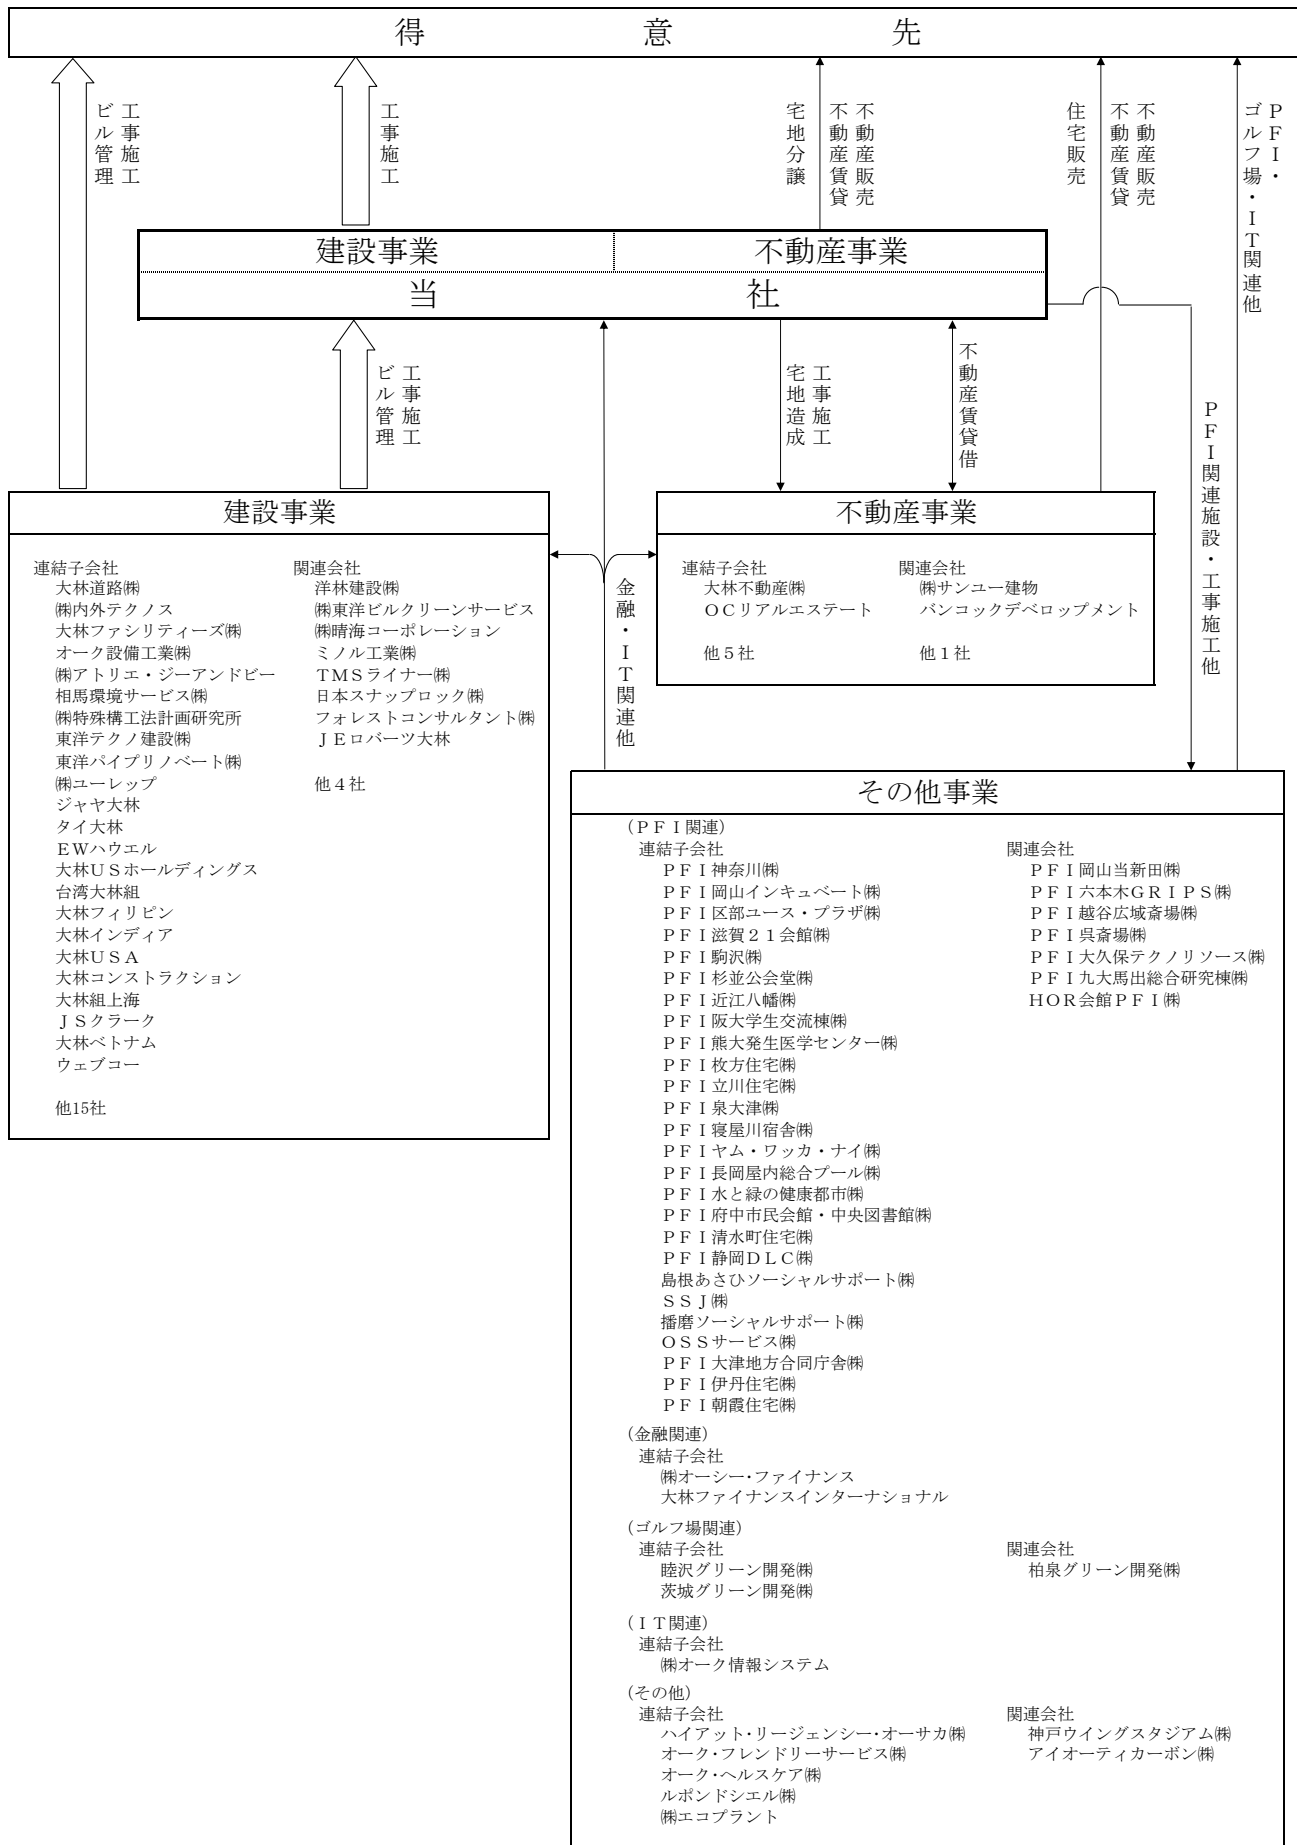 得意先
工事施工
ビル管理
工事施工
不動産販売
不動産賃貸
宅地分譲
不動産販売
不動産賃貸
住宅販売
ＰＦＩ・
ゴルフ場・ＩＴ関連他
建設事業
不動産事業
当社
工事施工
ビル管理
工事施工
宅地造成
不動産賃貸借
ＰＦＩ関連施設・工事施工他
金融・ＩＴ関連他
建設事業
連結子会社
大林道路㈱
㈱内外テクノス
大林ファシリティーズ㈱
オーク設備工業㈱
㈱アトリエ・ジーアンドビー
相馬環境サービス㈱
㈱特殊構工法計画研究所
東洋テクノ建設㈱
東洋パイプリノベート㈱
㈱ユーレップ
ジャヤ大林
タイ大林
ＥＷハウエル
大林ＵＳホールディングス
台湾大林組
大林フィリピン
大林インディア
大林ＵＳＡ
大林コンストラクション
大林組上海
ＪＳクラーク
大林ベトナム
ウェブコー
他15社
関連会社
洋林建設㈱
㈱東洋ビルクリーンサービス
㈱晴海コーポレーション
ミノル工業㈱
ＴＭＳライナー㈱
日本スナップロック㈱
フォレストコンサルタント㈱
ＪＥロバーツ大林
他４社
不動産事業
連結子会社
大林不動産㈱
ＯＣリアルエステート
他５社
関連会社
㈱サンユー建物
バンコックデベロップメント
他１社
その他事業
（ＰＦＩ関連）
連結子会社
ＰＦＩ神奈川㈱
ＰＦＩ岡山インキュベート㈱
ＰＦＩ区部ユース・プラザ㈱
ＰＦＩ滋賀２１会館㈱
ＰＦＩ駒沢㈱
ＰＦＩ杉並公会堂㈱
ＰＦＩ近江八幡㈱
ＰＦＩ阪大学生交流棟㈱
ＰＦＩ熊大発生医学センター㈱
ＰＦＩ枚方住宅㈱
ＰＦＩ立川住宅㈱
ＰＦＩ泉大津㈱
ＰＦＩ寝屋川宿舎㈱
ＰＦＩヤム・ワッカ・ナイ㈱
ＰＦＩ長岡屋内総合プール㈱
ＰＦＩ水と緑の健康都市㈱
ＰＦＩ府中市民会館・中央図書館㈱
ＰＦＩ清水町住宅㈱
ＰＦＩ静岡ＤＬＣ㈱
島根あさひソーシャルサポート㈱
ＳＳＪ㈱
播磨ソーシャルサポート㈱
ＯＳＳサービス㈱
ＰＦＩ大津地方合同庁舎㈱
ＰＦＩ伊丹住宅㈱
ＰＦＩ朝霞住宅㈱
関連会社
ＰＦＩ岡山当新田㈱
ＰＦＩ六本木ＧＲＩＰＳ㈱
ＰＦＩ越谷広域斎場㈱
ＰＦＩ呉斎場㈱
ＰＦＩ大久保テクノリソース㈱
ＰＦＩ九大馬出総合研究棟㈱
ＨＯＲ会館ＰＦＩ㈱
（金融関連）
連結子会社
㈱オーシー・ファイナンス
大林ファイナンスインターナショナル
（ゴルフ場関連）
連結子会社
睦沢グリーン開発㈱
茨城グリーン開発㈱
関連会社
柏泉グリーン開発㈱
（ＩＴ関連）
連結子会社
㈱オーク情報システム
（その他）
連結子会社
ハイアット・リージェンシー・オーサカ㈱
オーク・フレンドリーサービス㈱
オーク・ヘルスケア㈱
ルポンドシエル㈱
㈱エコプラント
関連会社
神戸ウイングスタジアム㈱
アイオーティカーボン㈱